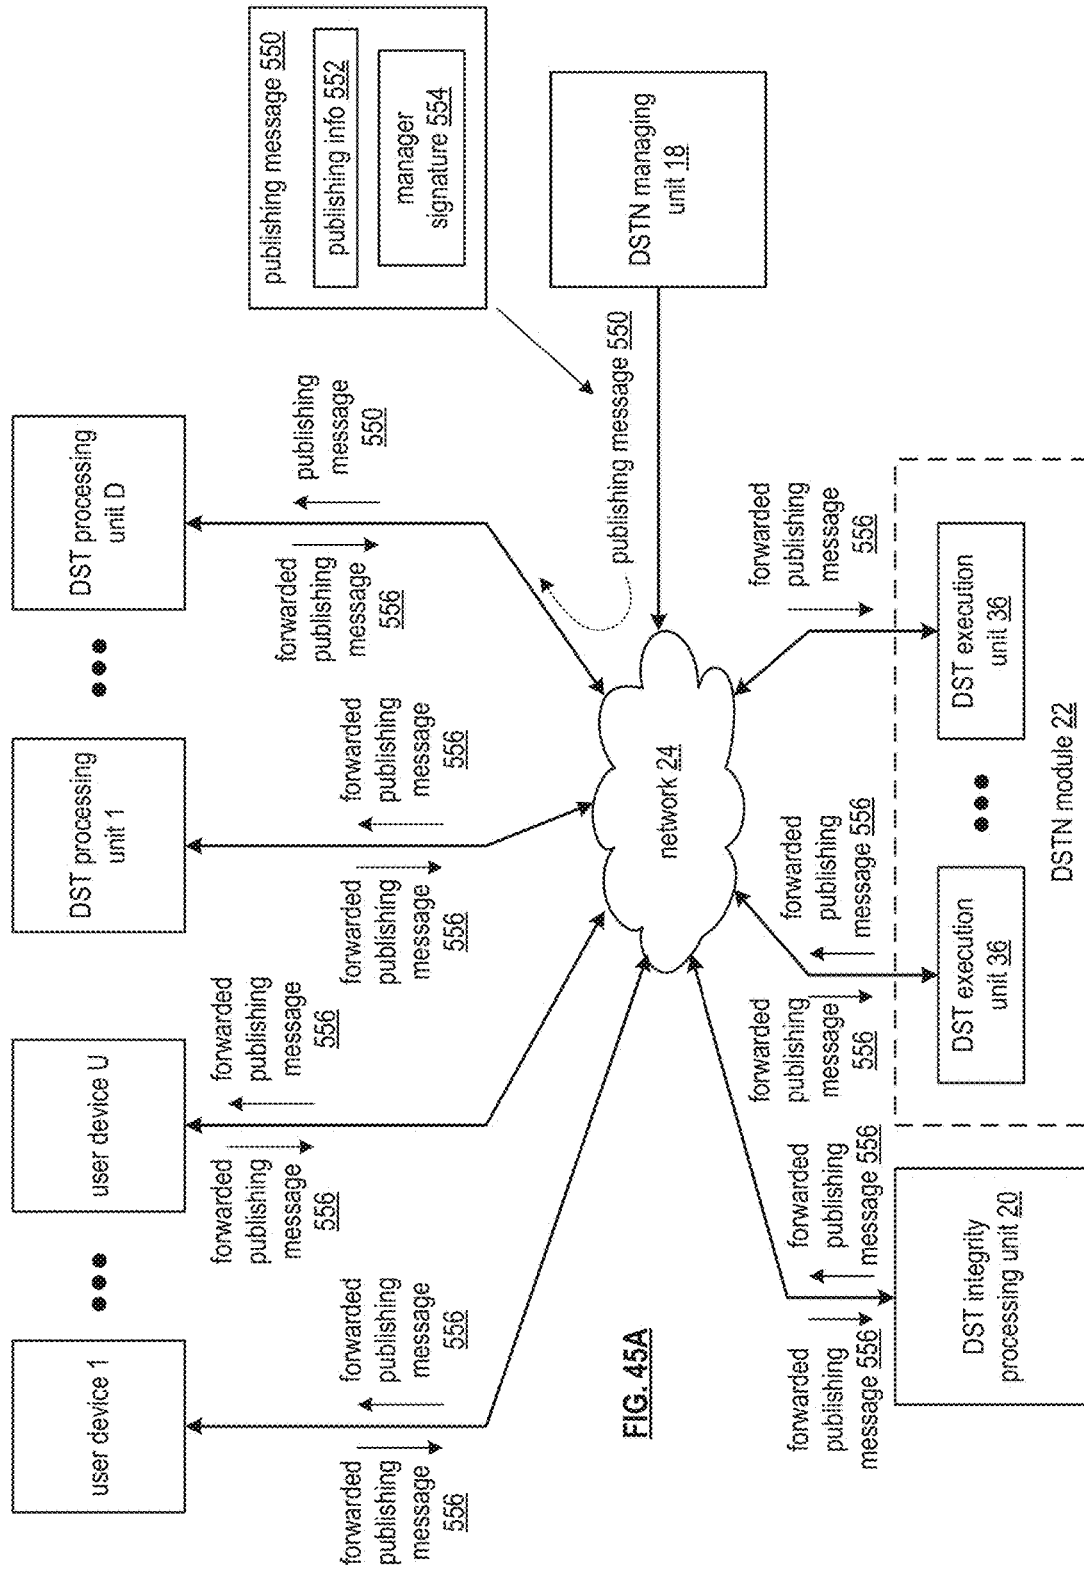 user device 1
user device U
DST processing
unit 1
DST processing
unit D
forwarded
publishing
message
556
forwarded
publishing
message
556
forwarded
publishing
message
556
forwarded
publishing
message
556
forwarded
publishing
message
556
forwarded
publishing
message
556
forwarded
publishing
message
556
publishing
message
550
publishing message 550
publishing info 552
manager
signature 554
publishing message 550
network 24
DSTN managing
unit 18
FIG. 45A
forwarded
publishing
message 556
forwarded
publishing
message 556
forwarded
publishing
message
556
forwarded
publishing
message 556
forwarded
publishing
message
556
DST integrity
processing unit 20
DST execution
unit 36
DST execution
unit 36
DSTN module 22